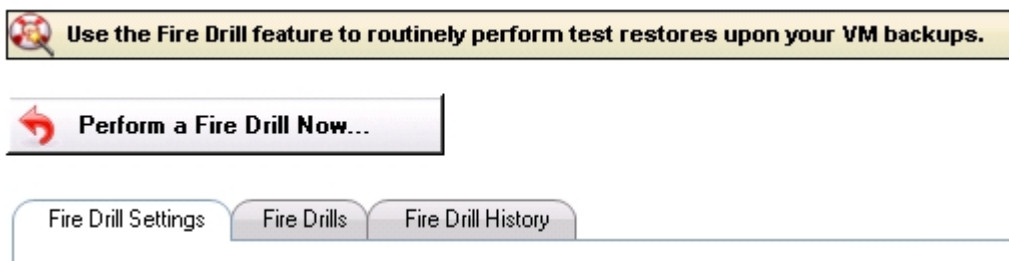 Use the Fire Drill feature to routinely perform test restores upon your VM backups.
Perform a Fire Drill Now...
Fire Drill Settings Fire Drills Fire Drill History